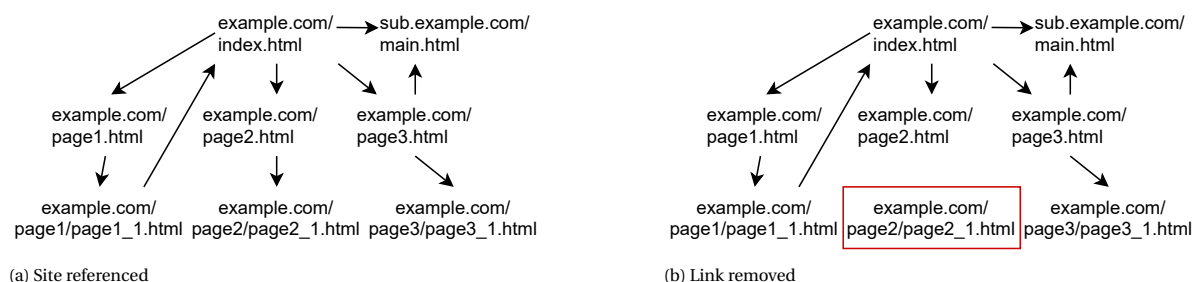 example.com/
index.html
sub.example.com/
main.html
example.com/
page1.html
example.com/
page2.html
example.com/
page3.html
example.com/
page1/page1_1.html
example.com/
page2/page2_1.html
example.com/
page3/page3_1.html
(a) Site referenced
example.com/
index.html
sub.example.com/
main.html
example.com/
page1.html
example.com/
page2.html
example.com/
page3.html
example.com/
page1/page1_1.html
example.com/
page2/page2_1.html
example.com/
page3/page3_1.html
(b) Link removed